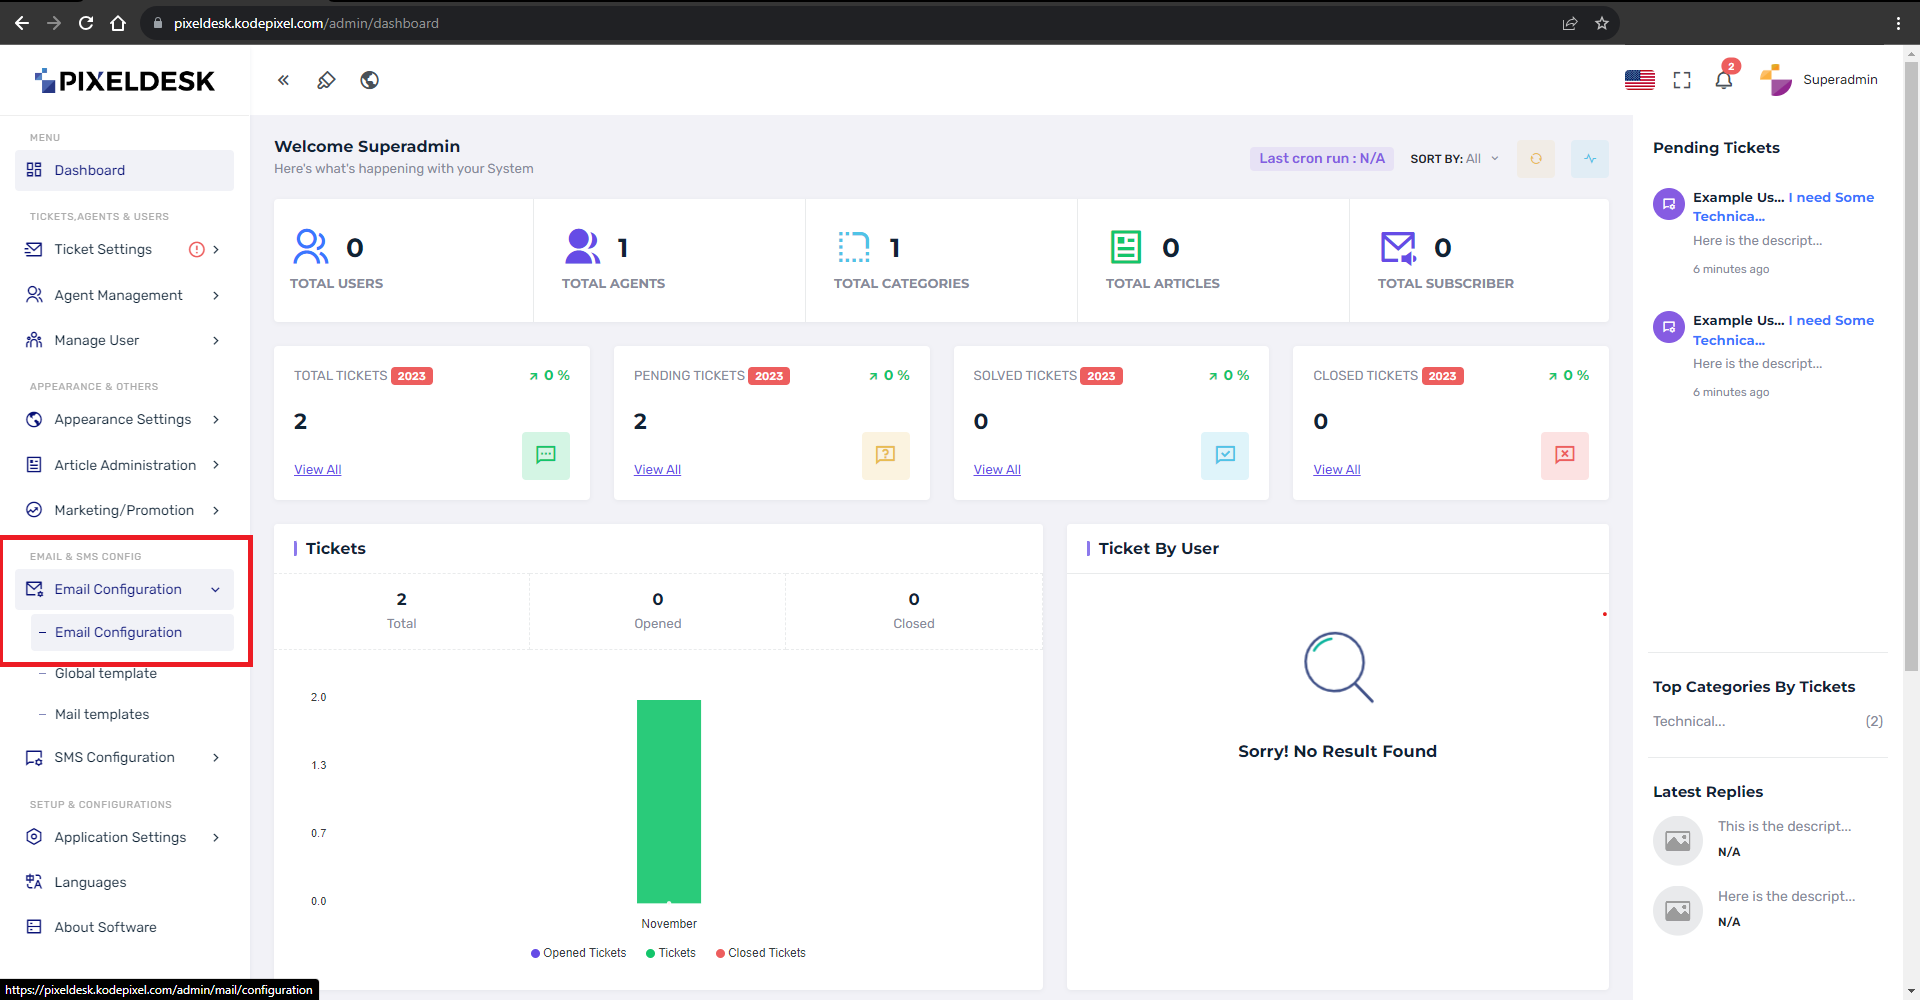 pixeldesk.kodepixel.com/admin/dashboard
PIXELDESK
2
Superadmin
MENU
Dashboard
TICKETS,AGENTS & USERS
Ticket Settings
Agent Management
Manage User
APPEARANCE & OTHERS
Appearance Settings
Article Administration
Marketing/Promotion
EMAIL & SMS CONFIG
Email Configuration
– Email Configuration
– Global template
– Mail templates
SMS Configuration
SETUP & CONFIGURATIONS
Application Settings
Languages
About Software
https://pixeldesk.kodepixel.com/admin/mail/configuration
Welcome Superadmin
Here's what's happening with your System
Last cron run : N/A
SORT BY: All
0
TOTAL USERS
1
TOTAL AGENTS
1
TOTAL CATEGORIES
0
TOTAL ARTICLES
0
TOTAL SUBSCRIBER
TOTAL TICKETS 2023 0 %
2
View All
PENDING TICKETS 2023 0 %
2
View All
SOLVED TICKETS 2023 0 %
0
View All
CLOSED TICKETS 2023 0 %
0
View All
Tickets
2
Total
0
Opened
0
Closed
2.0
1.3
0.7
0.0
November
Opened Tickets Tickets Closed Tickets
Ticket By User
Sorry! No Result Found
Pending Tickets
Example Us... I need Some
Technica...
Here is the descript...
6 minutes ago
Example Us... I need Some
Technica...
Here is the descript...
6 minutes ago
Top Categories By Tickets
Technical... (2)
Latest Replies
This is the descript...
N/A
Here is the descript...
N/A